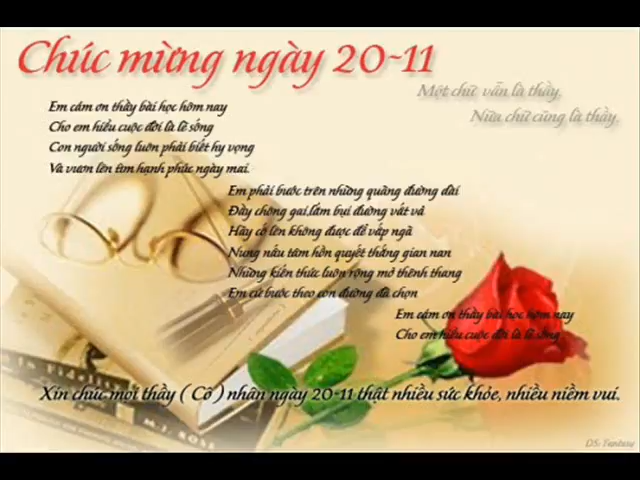 Chúc mừng ngày 20-11
Một chữ vẫn là thầy,
Nửa chữ cũng là thầy,
Em cám ơn thầy bài học hôm nay
Cho em hiểu cuộc đời là lẽ sống
Con người sống luôn phải biết hy vọng
Và vươn lên tìm hạnh phúc ngày mai.
Em phải bước trên những quãng đường dài
Đầy chông gai,lấm bụi đường vất vả
Hãy cố lên không được để vấp ngã
Nung nấu tâm hồn quyết thắng gian nan
Những kiến thức luôn rộng mở thênh thang
Em cứ bước theo con đường đã chọn
Em cám ơn thầy bài học hôm nay
Cho em hiểu cuộc đời là lẽ sống
Xin chúc mọi thầy ( Cô ) nhân ngày 20-11 thật nhiều sức khỏe, nhiều niềm vui.
M.J. ROSE
DS: Fantasy